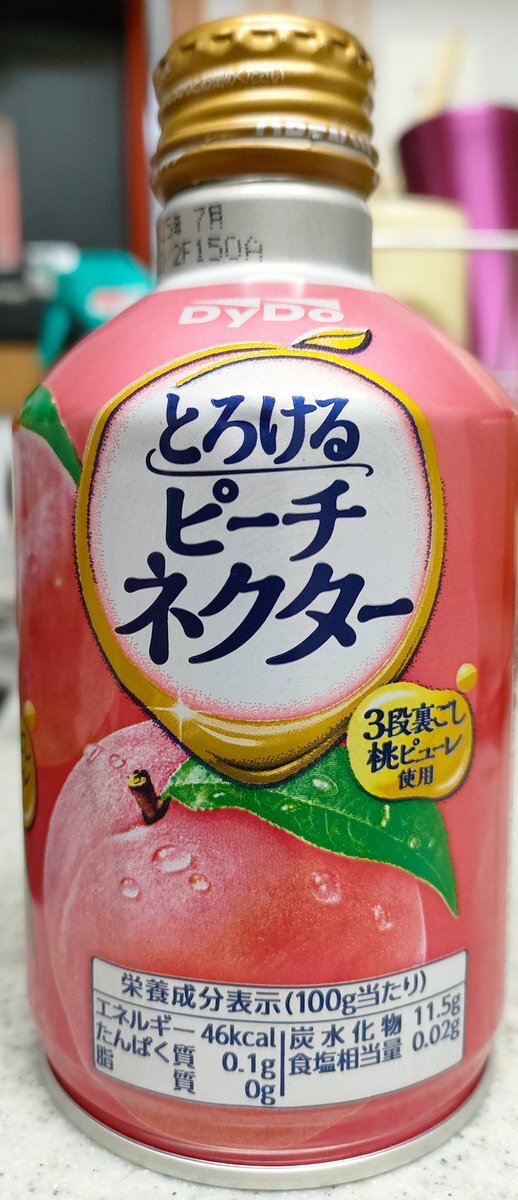 7月
2F150A
DyDo
とろける
ピーチ
ネクター
3段裏ごし
桃ピューレ
使用
栄養成分表示(100g当たり)
エネルギー 46kcal
たんぱく質 0.1g
脂質 0g
炭水化物 11.5g
食塩相当量 0.02g